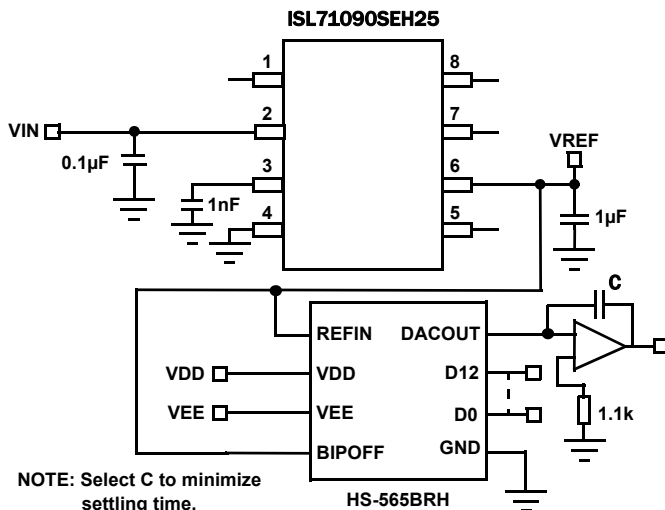 ISL71090SEH25
1
8
VIN
2
7
VREF
0.1µF
3
6
1nF
1µF
4
5
C
REFIN
DACOUT
VDD
VDD
D12
VEE
VEE
D0
1.1k
BIPOFF
GND
NOTE: Select C to minimize
settling time.
HS-565BRH